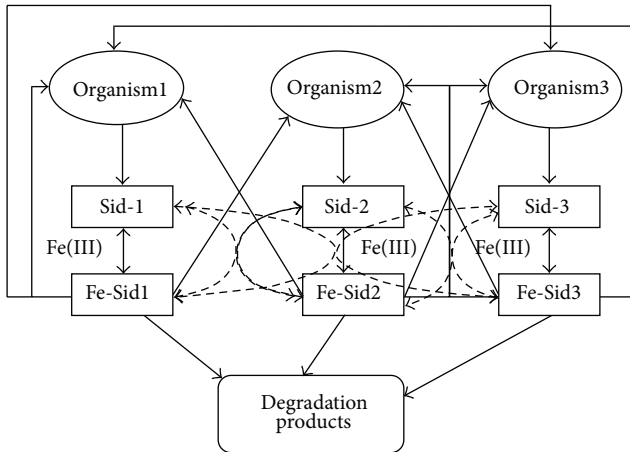 Organism1
Organism2
Organism3
Sid-1
Sid-2
Sid-3
Fe(III)
Fe(III)
Fe(III)
Fe-Sid1
Fe-Sid2
Fe-Sid3
Degradation
products